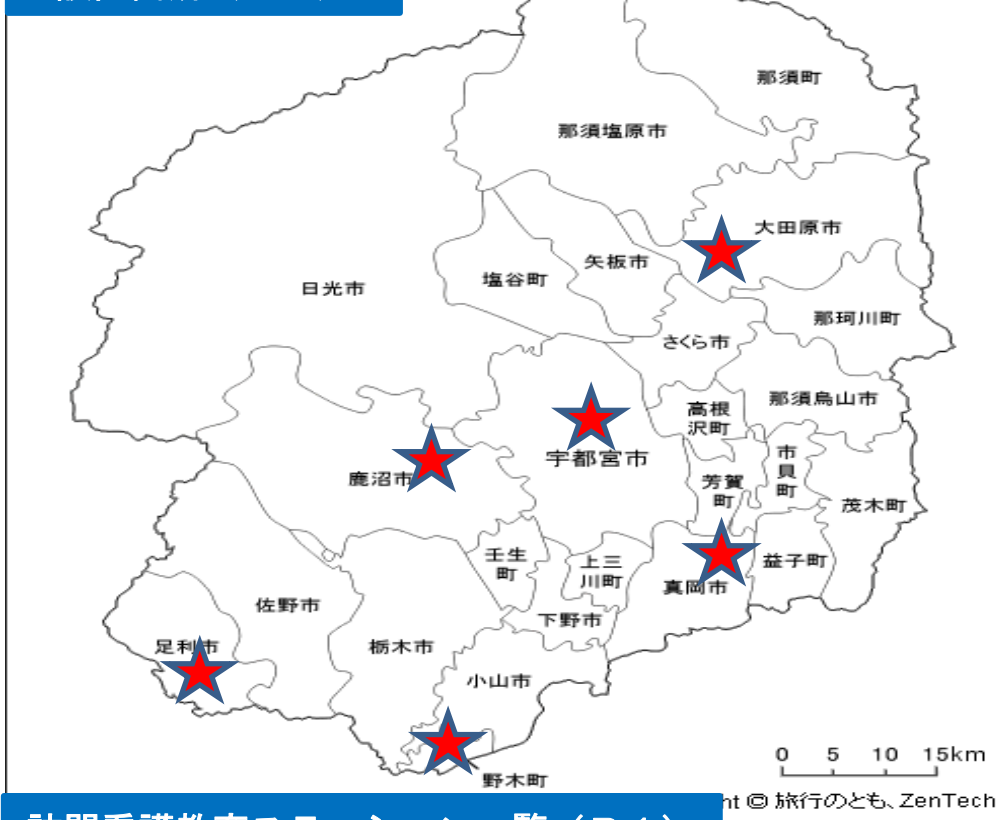 那須町
那須塩原市
大田原市
矢板市
塩谷町
日光市
那珂川町
さくら市
那須烏山市
高根
沢町
市
貝
町
宇都宮市
鹿沼市
芳賀
町
茂木町
壬生
町
上三
川町
益子町
真岡市
佐野市
下野市
足利市
栃木市
小山市
0 5 10 15km
野木町
ht © 旅行のとも、ZenTech